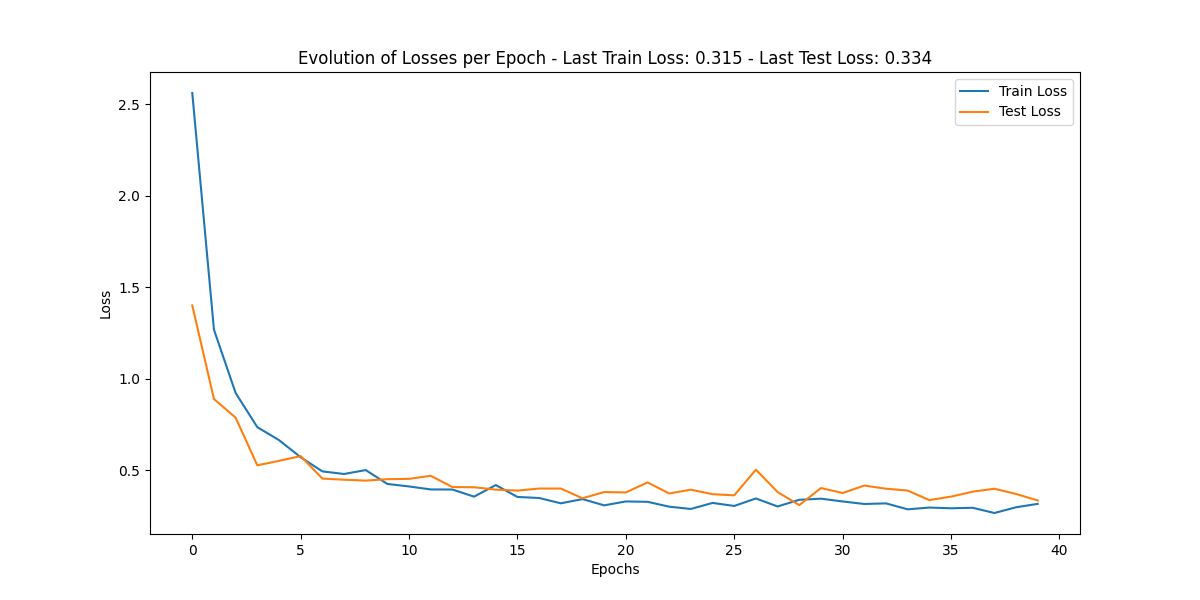 Evolution of Losses per Epoch - Last Train Loss: 0.315 - Last Test Loss: 0.334
Train Loss
Test Loss
2.5
2.0
1.5
1.0
0.5
Loss
0 5 10 15 20 25 30 35 40
Epochs